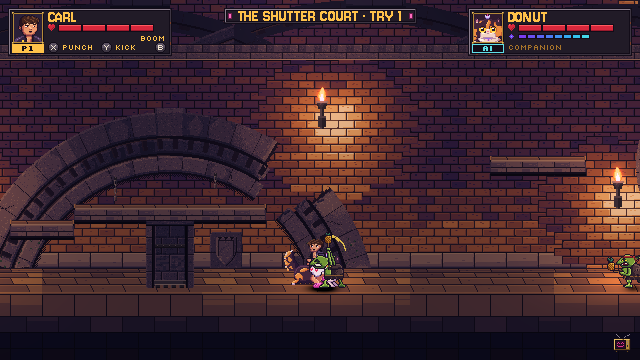 CARL
BOOM
P1
X PUNCH Y KICK B
THE SHUTTER COURT · TRY 1
DONUT
AI
COMPANION